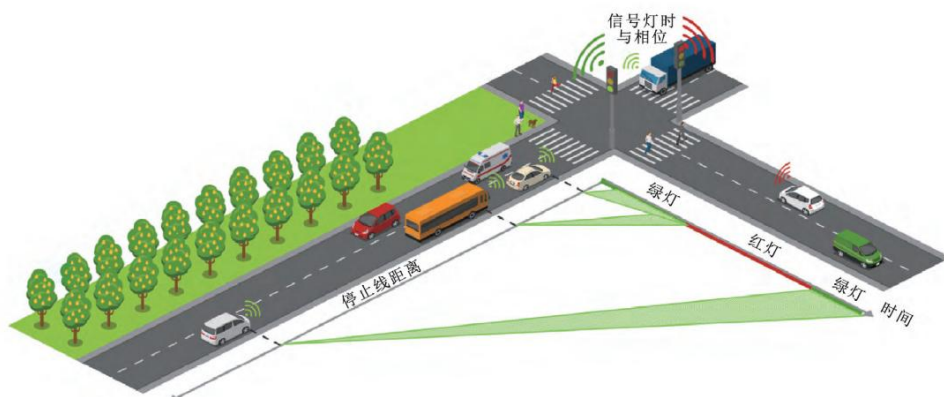 信号灯时
与相位
绿灯
红灯
停止线距离
绿灯
时间